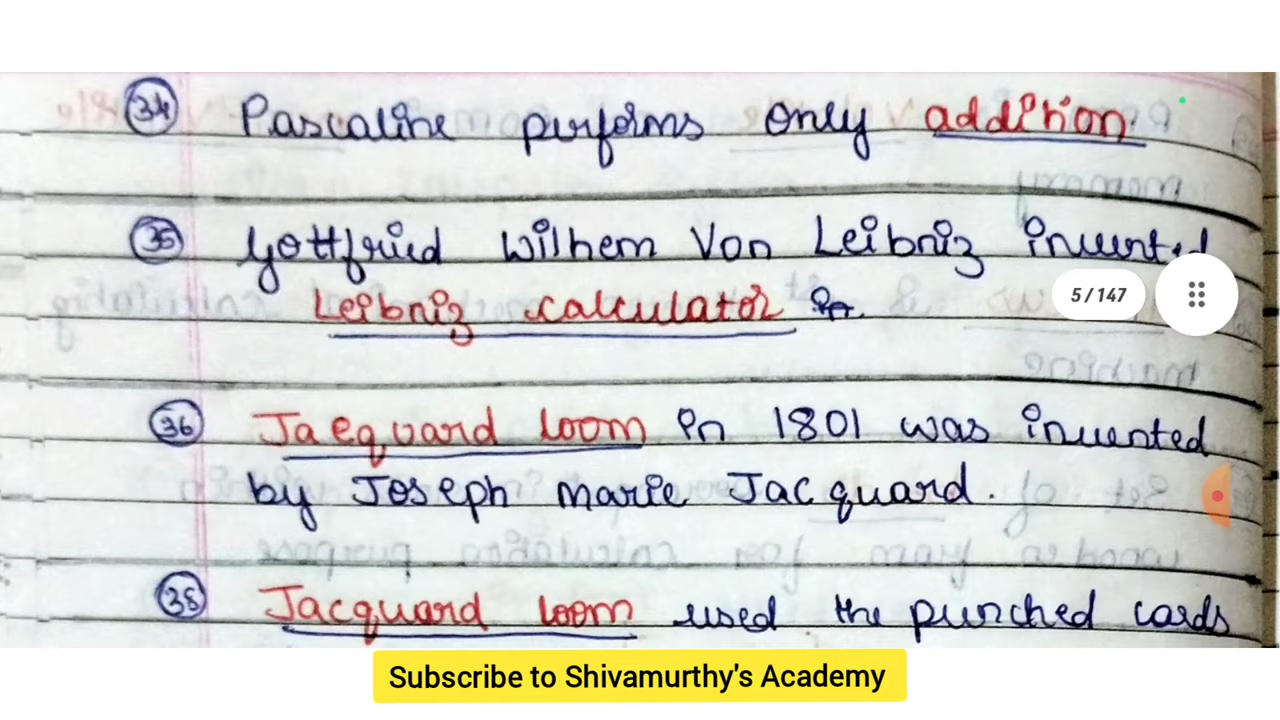 34 Pascaline performs only addition
35 Gottfried Wilhem Von Leibniz invented
Leibniz calculator in
5 / 147
36 Jacquard loom in 1801 was invented
by Joseph Marie Jacquard.
38 Jacquard loom used the punched cards
Subscribe to Shivamurthy's Academy